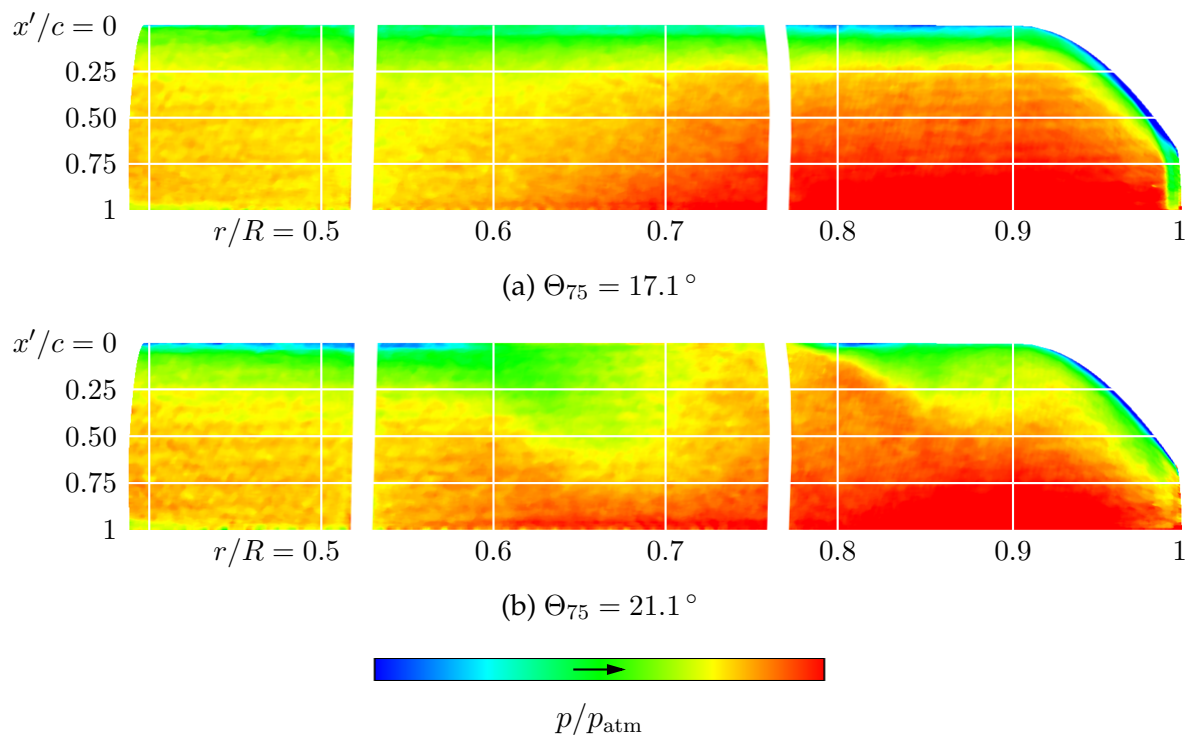 x′/c = 0
0.25
0.50
0.75
1
r/R = 0.5 0.6 0.7 0.8 0.9 1
(a) Θ75 = 17.1°
x′/c = 0
0.25
0.50
0.75
1
r/R = 0.5 0.6 0.7 0.8 0.9 1
(b) Θ75 = 21.1°
p/patm